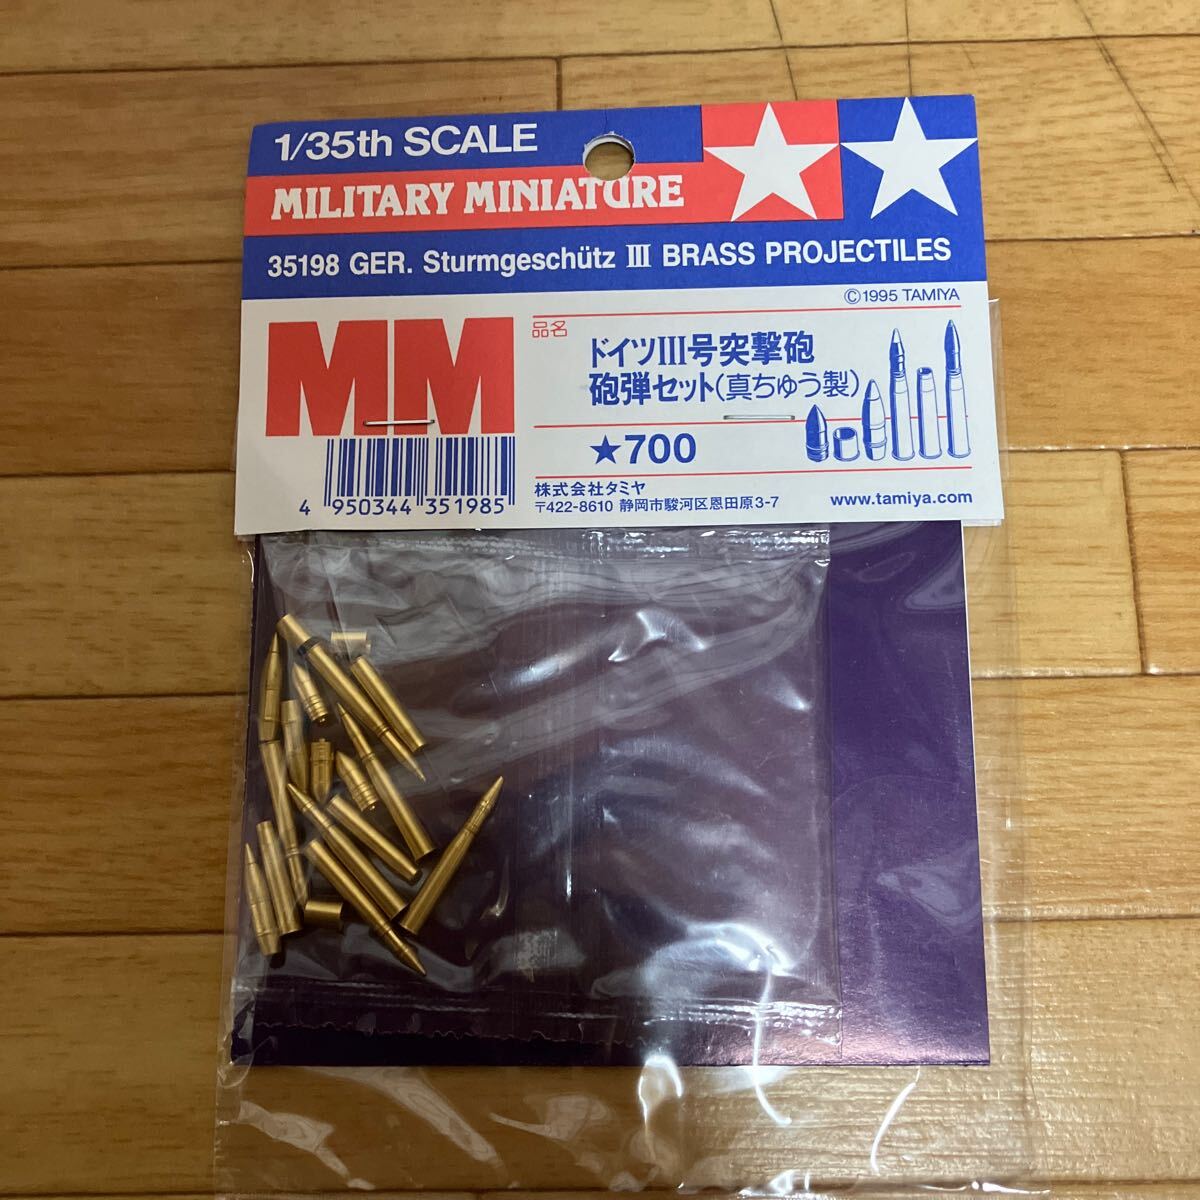 1/35th SCALE
MILITARY MINIATURE
35198 GER. Sturmgeschütz III BRASS PROJECTILES
©1995 TAMIYA
MM
品名
ドイツIII号突撃砲
砲弾セット(真ちゅう製)
★700
4 950344 351985
株式会社タミヤ
〒422-8610 静岡市駿河区恩田原3-7
www.tamiya.com